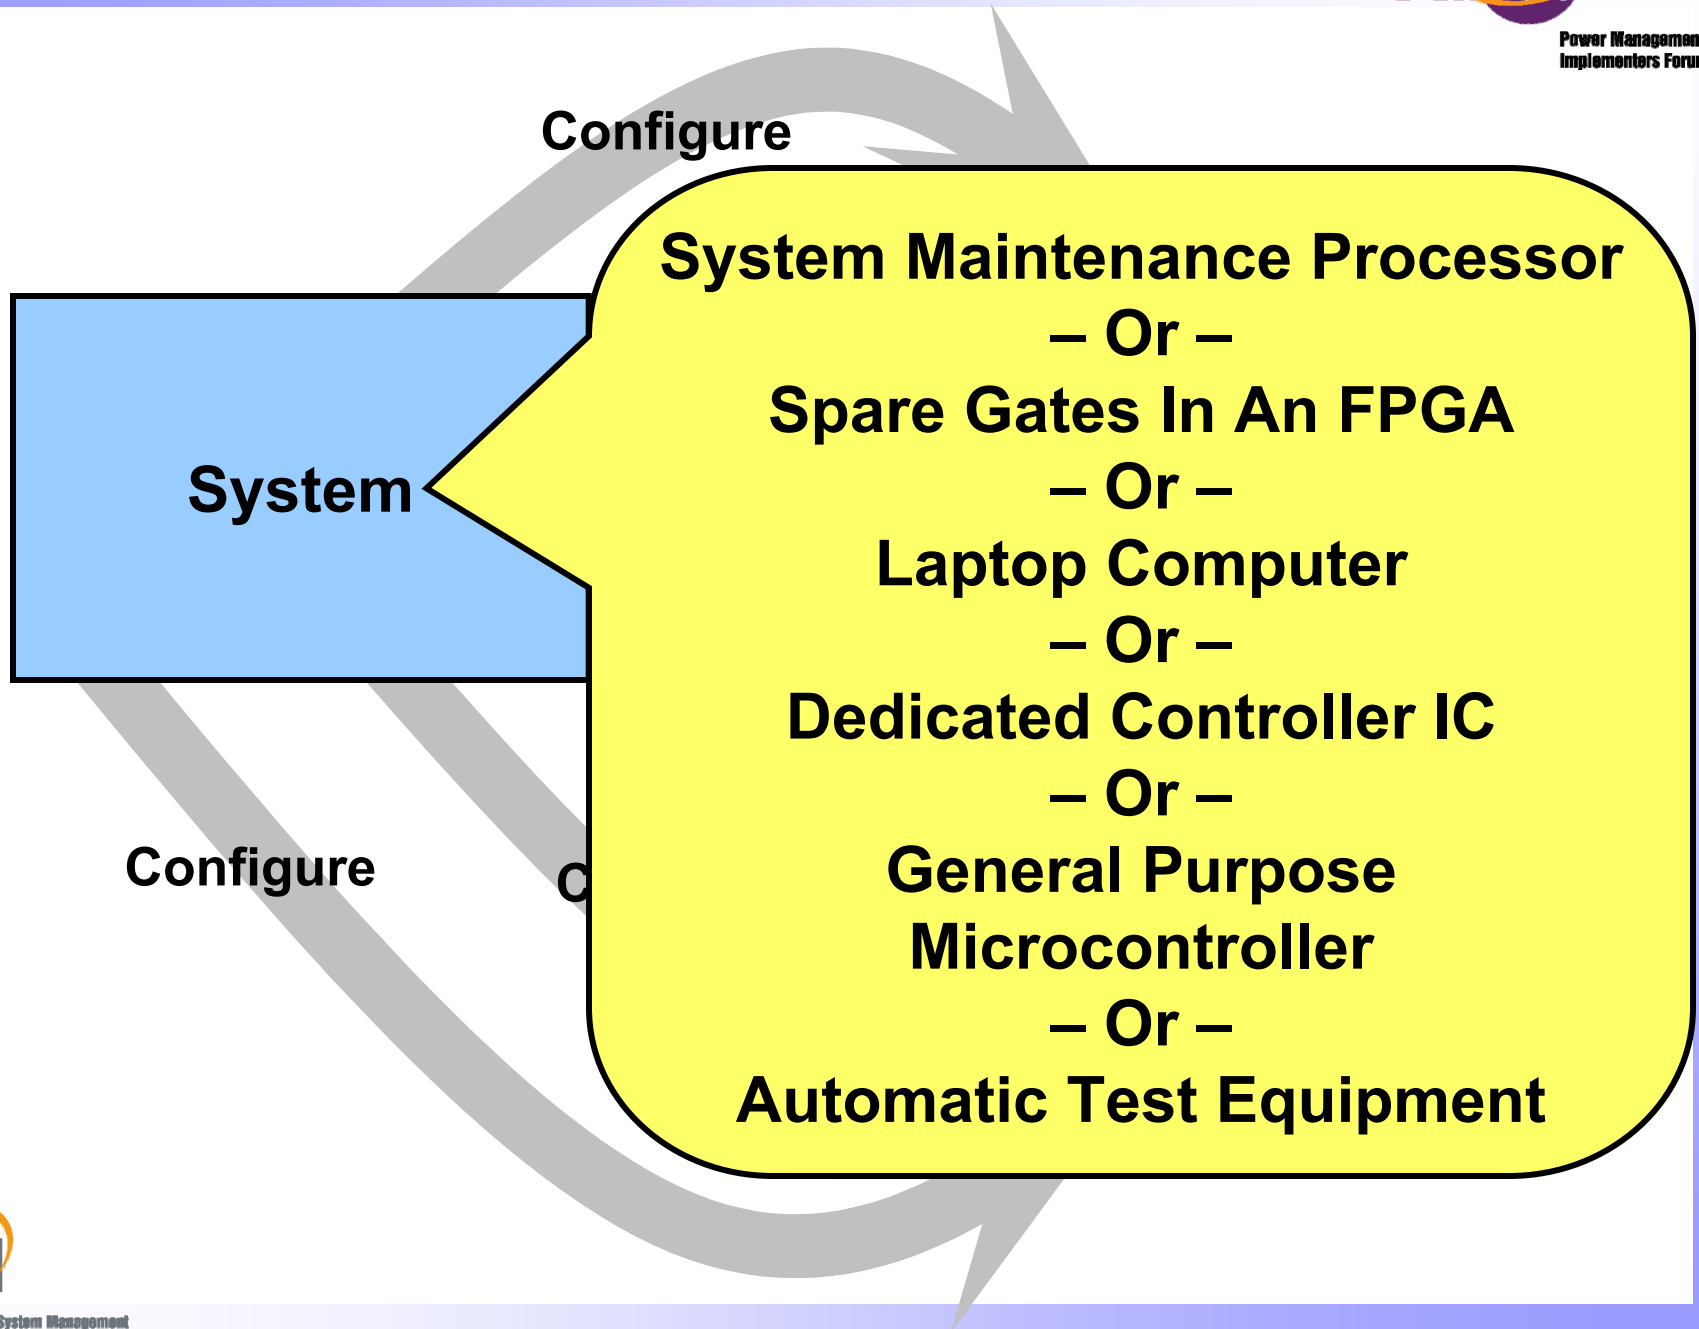 Power Managemen
Implementers Foru
Configure
System Maintenance Processor
– Or –
Spare Gates In An FPGA
– Or –
System
Laptop Computer
– Or –
Dedicated Controller IC
– Or –
Configure
C
General Purpose
Microcontroller
– Or –
Automatic Test Equipment
System Management